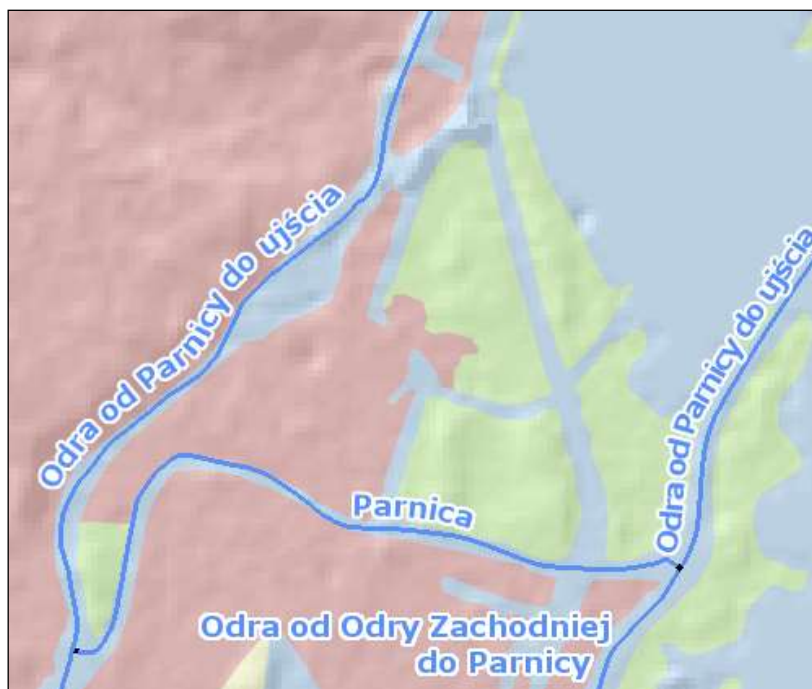 Odra od Parnicy do ujścia
Odra od Parnicy do ujścia
Parnica
Odra od Odry Zachodniej
do Parnicy